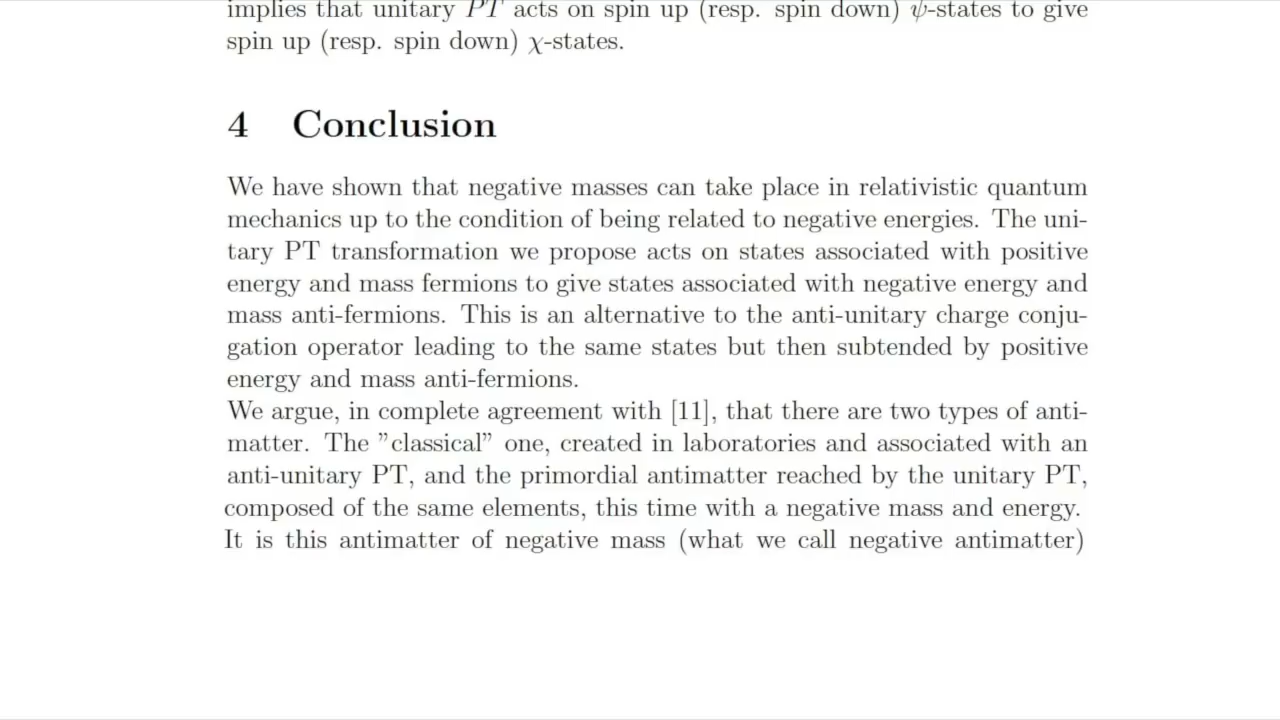 implies that unitary PT acts on spin up (resp. spin down) ψ-states to give
spin up (resp. spin down) χ-states.
4 Conclusion
We have shown that negative masses can take place in relativistic quantum
mechanics up to the condition of being related to negative energies. The uni-
tary PT transformation we propose acts on states associated with positive
energy and mass fermions to give states associated with negative energy and
mass anti-fermions. This is an alternative to the anti-unitary charge conju-
gation operator leading to the same states but then subtended by positive
energy and mass anti-fermions.
We argue, in complete agreement with [11], that there are two types of anti-
matter. The ”classical” one, created in laboratories and associated with an
anti-unitary PT, and the primordial antimatter reached by the unitary PT,
composed of the same elements, this time with a negative mass and energy.
It is this antimatter of negative mass (what we call negative antimatter)